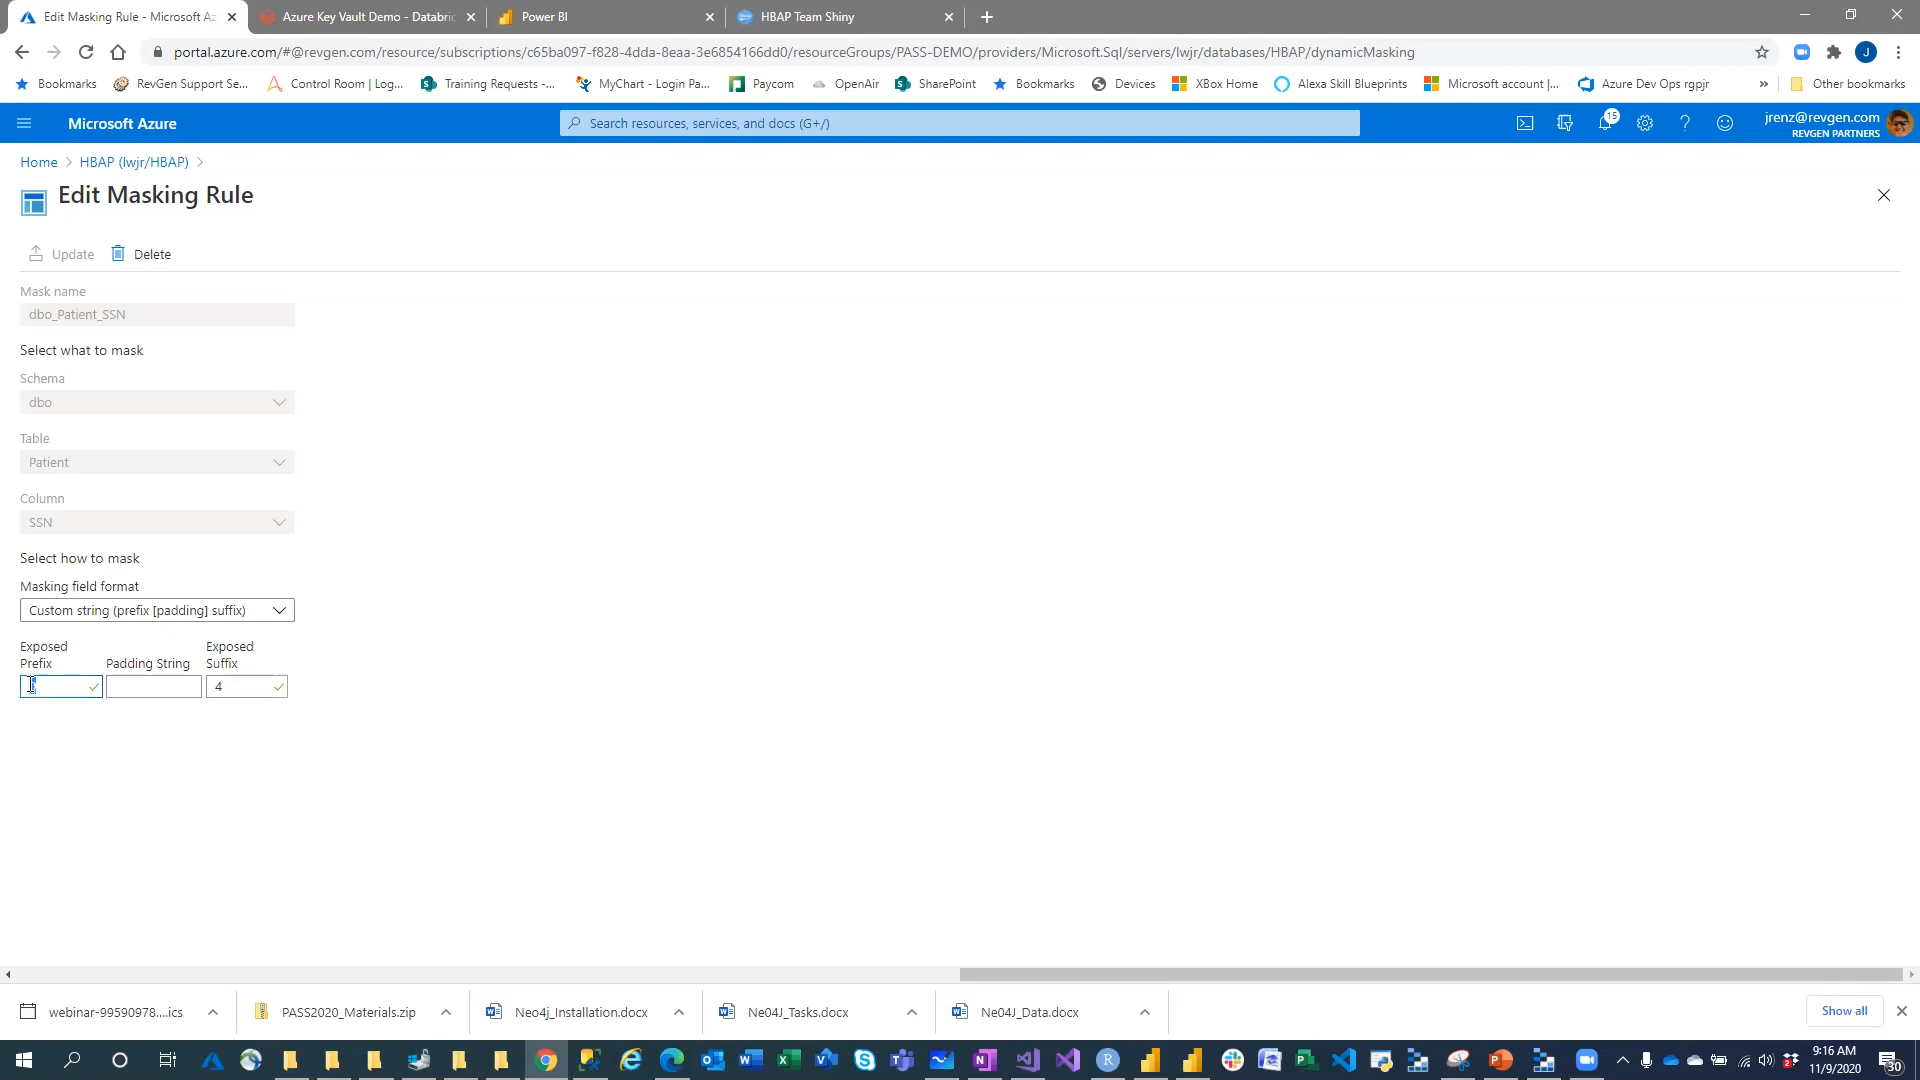 Edit Masking Rule - Microsoft Az
Azure Key Vault Demo - Databric
Power BI
HBAP Team Shiny
portal.azure.com/#@revgen.com/resource/subscriptions/c65ba097-f828-4dda-8eaa-3e6854166dd0/resourceGroups/PASS-DEMO/providers/Microsoft.Sql/servers/lwjr/databases/HBAP/dynamicMasking
J
Bookmarks
RevGen Support Se...
Control Room | Log...
Training Requests -...
MyChart - Login Pa...
Paycom
OpenAir
SharePoint
Bookmarks
Devices
XBox Home
Alexa Skill Blueprints
Microsoft account |...
Azure Dev Ops rgpjr
»
Other bookmarks
Microsoft Azure
Search resources, services, and docs (G+/)
15
jrenz@revgen.com
REVGEN PARTNERS
Home > HBAP (lwjr/HBAP) >
Edit Masking Rule
Update
Delete
Mask name
dbo_Patient_SSN
Select what to mask
Schema
dbo
Table
Patient
Column
SSN
Select how to mask
Masking field format
Custom string (prefix [padding] suffix)
Exposed Prefix
Padding String
Exposed Suffix
4
webinar-99590978....ics
PASS2020_Materials.zip
Neo4j_Installation.docx
Ne04J_Tasks.docx
Ne04J_Data.docx
Show all
9:16 AM
11/9/2020
30